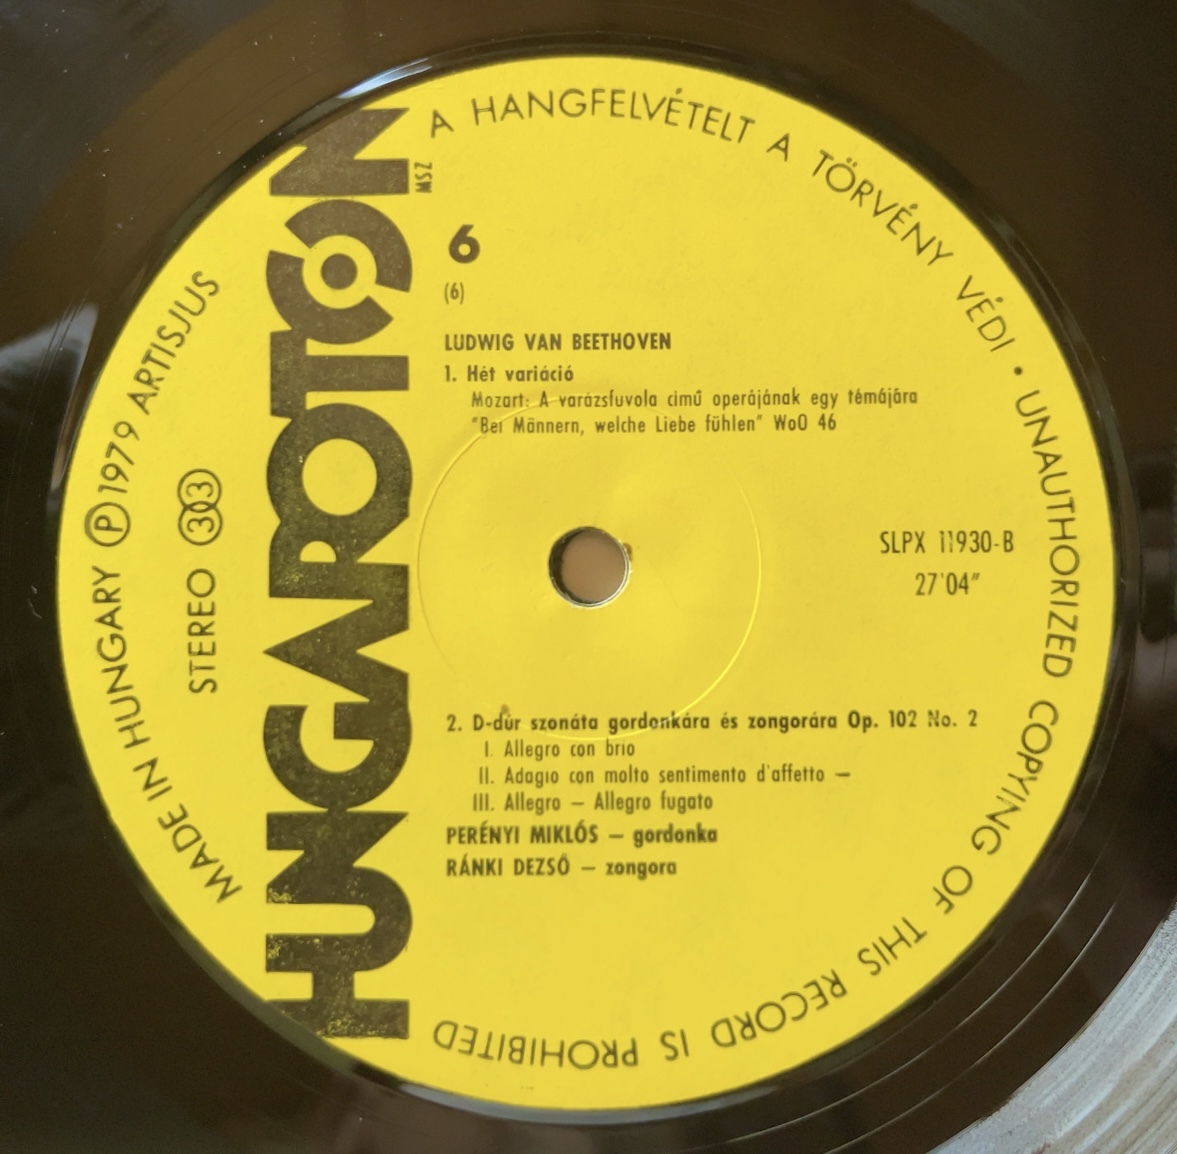 A HANGFELVÉTELT A TÖRVÉNY VÉDI • UNAUTHORIZED COPYING OF THIS RECORD IS PROHIBITED
MADE IN HUNGARY Ⓟ 1979 ARTISJUS
STEREO 33
HUNGAROTON
MSZ
6
(6)
LUDWIG VAN BEETHOVEN
1. Hét variáció
Mozart: A varázsfuvola cimű operájának egy témájára
"Bei Männern, welche Liebe fühlen" WoO 46
SLPX 11930-B
27'04"
2. D-dúr szonáta gordonkára és zongorára Op. 102 No. 2
I. Allegro con brio
II. Adagio con molto sentimento d'affetto —
III. Allegro — Allegro fugato
PERÉNYI MIKLÓS — gordonka
RÁNKI DEZSŐ — zongora